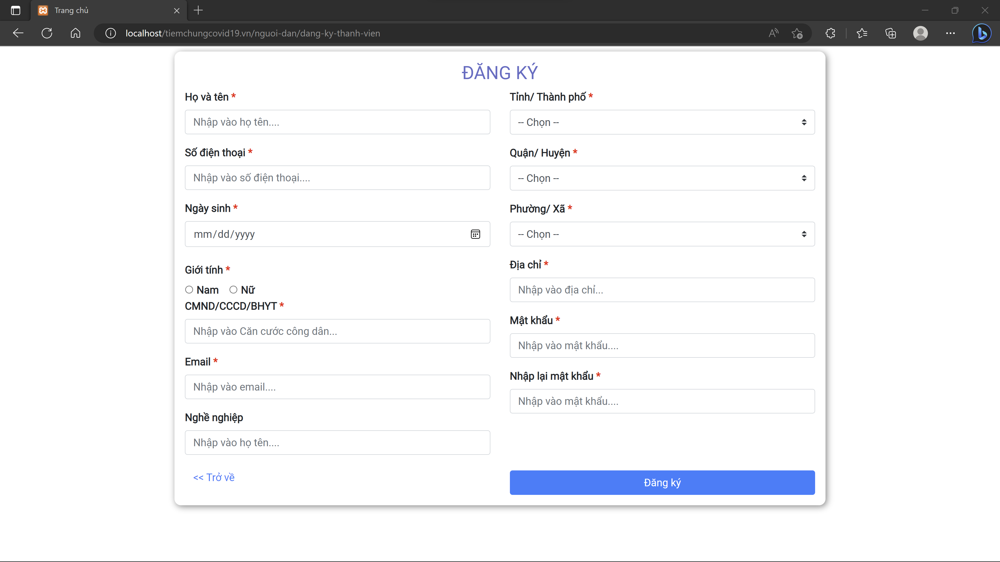 Trang chủ
localhost/tiemchungcovid19.vn/nguoi-dan/dang-ky-thanh-vien
ĐĂNG KÝ
Họ và tên *
Nhập vào họ tên....
Số điện thoại *
Nhập vào số điện thoại....
Ngày sinh *
mm/dd/yyyy
Giới tính *
Nam Nữ
CMND/CCCD/BHYT *
Nhập vào Căn cước công dân...
Email *
Nhập vào email....
Nghề nghiệp
Nhập vào họ tên....
<< Trở về
Tỉnh/ Thành phố *
-- Chọn --
Quận/ Huyện *
-- Chọn --
Phường/ Xã *
-- Chọn --
Địa chỉ *
Nhập vào địa chỉ...
Mật khẩu *
Nhập vào mật khẩu....
Nhập lại mật khẩu *
Nhập vào mật khẩu....
Đăng ký